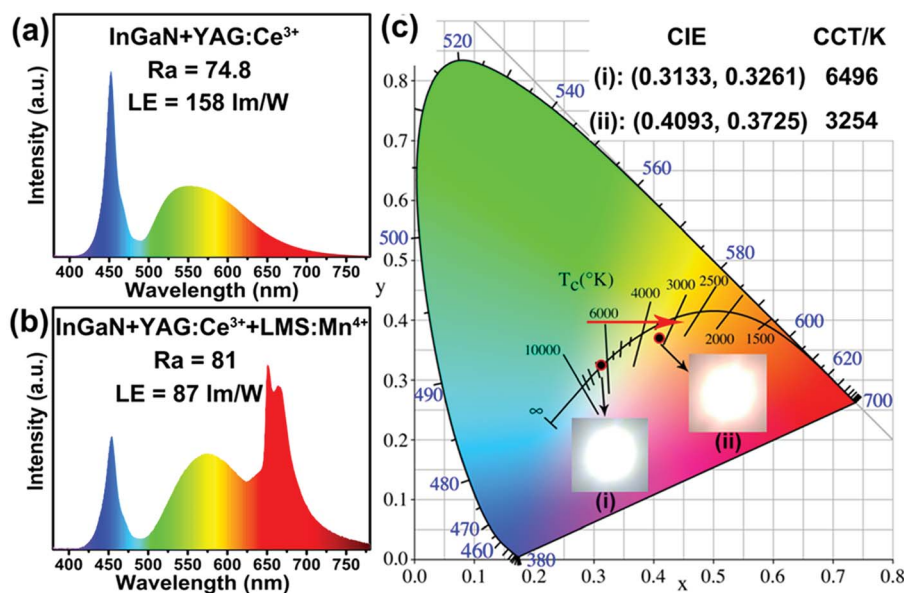 (a)
InGaN+YAG:Ce³⁺
Ra = 74.8
LE = 158 lm/W
Intensity (a.u.)
400 450 500 550 600 650 700 750
Wavelength (nm)
(b)
InGaN+YAG:Ce³⁺+LMS:Mn⁴⁺
Ra = 81
LE = 87 lm/W
Intensity (a.u.)
400 450 500 550 600 650 700 750
Wavelength (nm)
(c)
CIE CCT/K
(i): (0.3133, 0.3261) 6496
(ii): (0.4093, 0.3725) 3254
y
0.8
0.7
0.6
0.5
0.4
0.3
0.2
0.1
0.0
0.0 0.1 0.2 0.3 0.4 0.5 0.6 0.7 0.8
x
520
540
560
580
600
620
700
500
490
480
470
460
380
Tc(°K)
∞
10000
6000
4000
3000
2500
2000
1500
(i)
(ii)